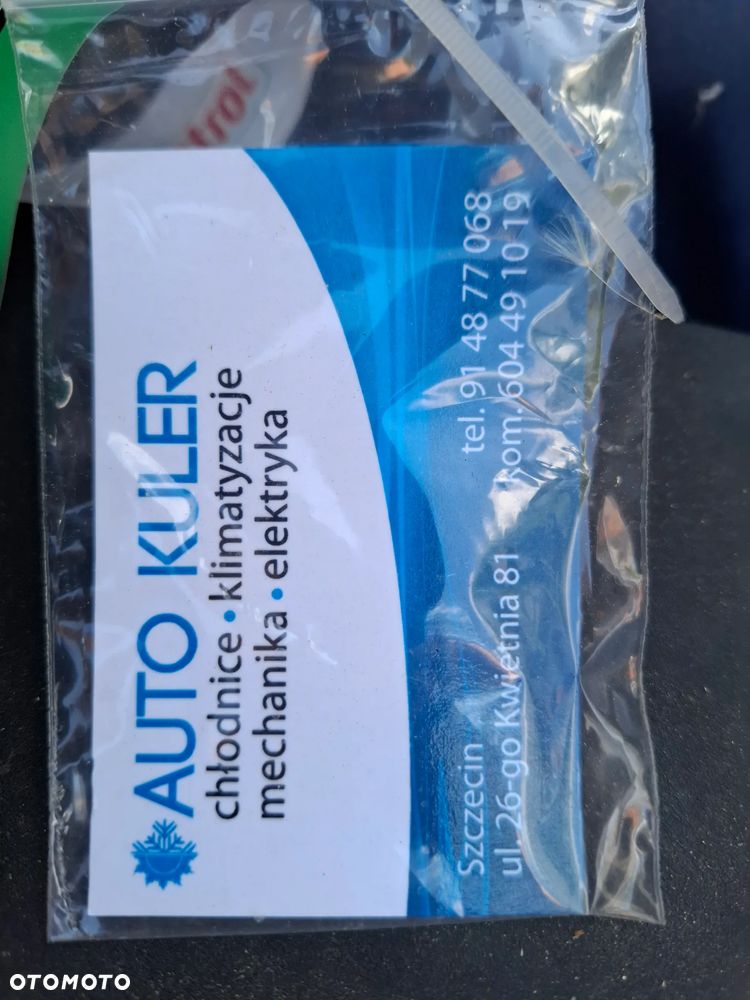 AUTO KULER
chłodnice • klimatyzacje
mechanika • elektryka
tel. 91 48 77 068
Szczecin
ul. 26-go Kwietnia 81 kom. 604 49 10 19
OTOMOTO